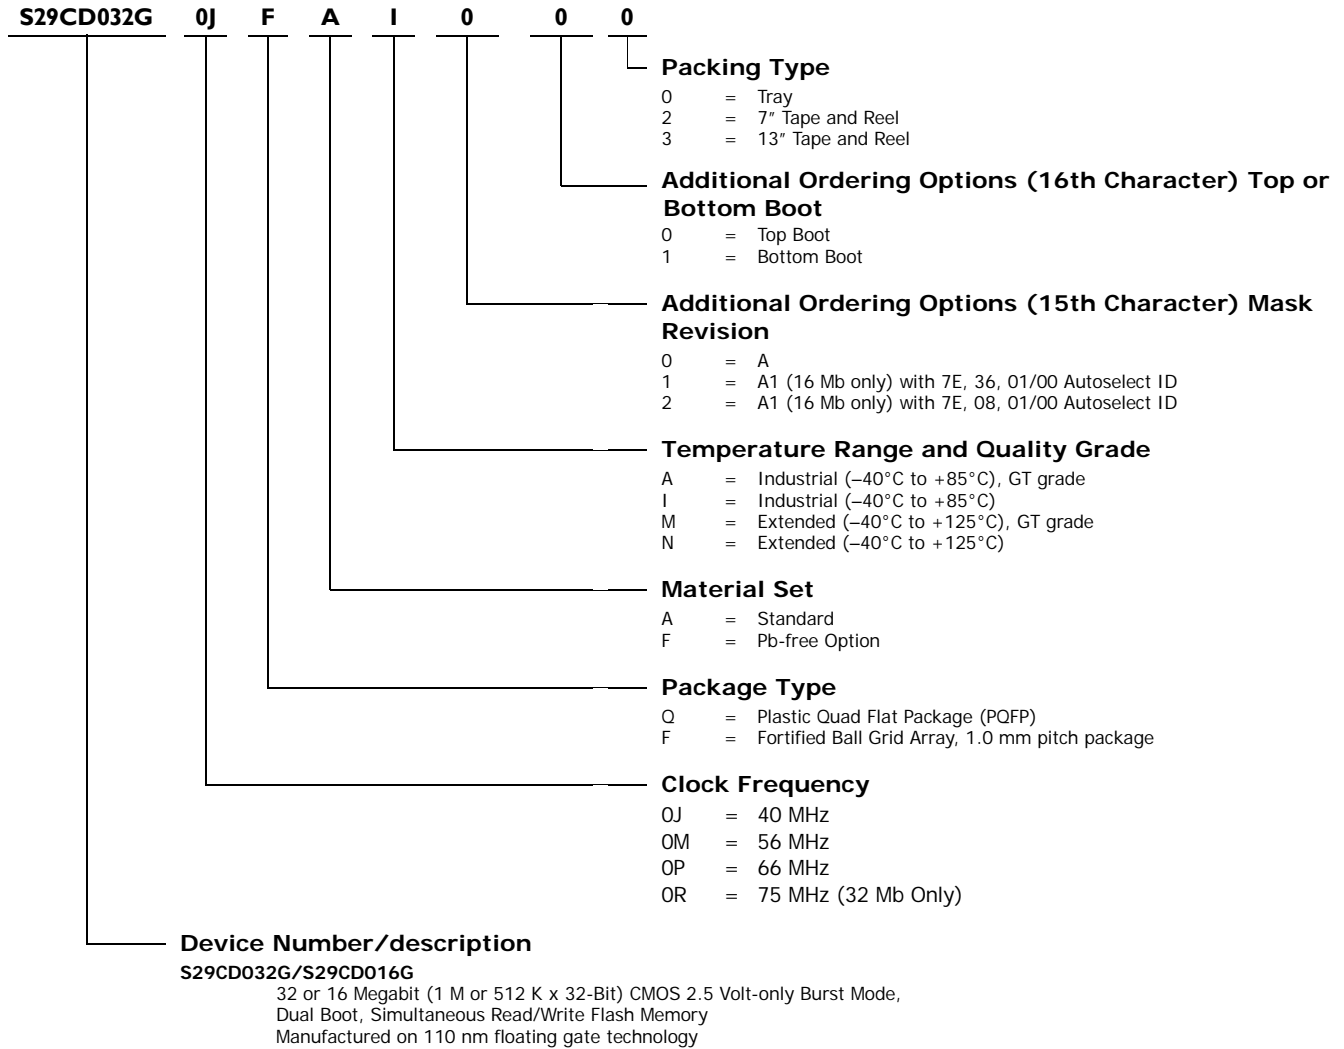 S29CD032G 0J F A I 0 0 0
Packing Type
0 = Tray
2 = 7″ Tape and Reel
3 = 13″ Tape and Reel
Additional Ordering Options (16th Character) Top or
Bottom Boot
0 = Top Boot
1 = Bottom Boot
Additional Ordering Options (15th Character) Mask
Revision
0 = A
1 = A1 (16 Mb only) with 7E, 36, 01/00 Autoselect ID
2 = A1 (16 Mb only) with 7E, 08, 01/00 Autoselect ID
Temperature Range and Quality Grade
A = Industrial (–40°C to +85°C), GT grade
I = Industrial (–40°C to +85°C)
M = Extended (–40°C to +125°C), GT grade
N = Extended (–40°C to +125°C)
Material Set
A = Standard
F = Pb-free Option
Package Type
Q = Plastic Quad Flat Package (PQFP)
F = Fortified Ball Grid Array, 1.0 mm pitch package
Clock Frequency
0J = 40 MHz
0M = 56 MHz
0P = 66 MHz
0R = 75 MHz (32 Mb Only)
Device Number/description
S29CD032G/S29CD016G
32 or 16 Megabit (1 M or 512 K x 32-Bit) CMOS 2.5 Volt-only Burst Mode,
Dual Boot, Simultaneous Read/Write Flash Memory
Manufactured on 110 nm floating gate technology